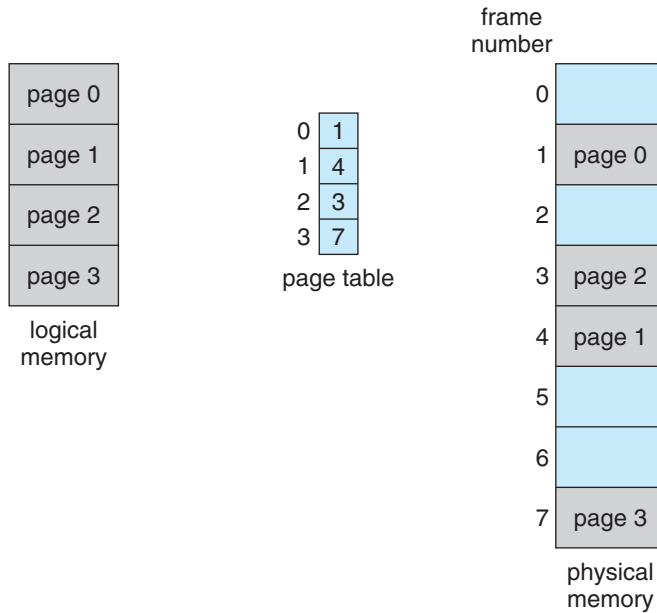 page 0
page 1
page 2
page 3
logical
memory
0 1
1 4
2 3
3 7
page table
frame
number
0
1 page 0
2
3 page 2
4 page 1
5
6
7 page 3
physical
memory